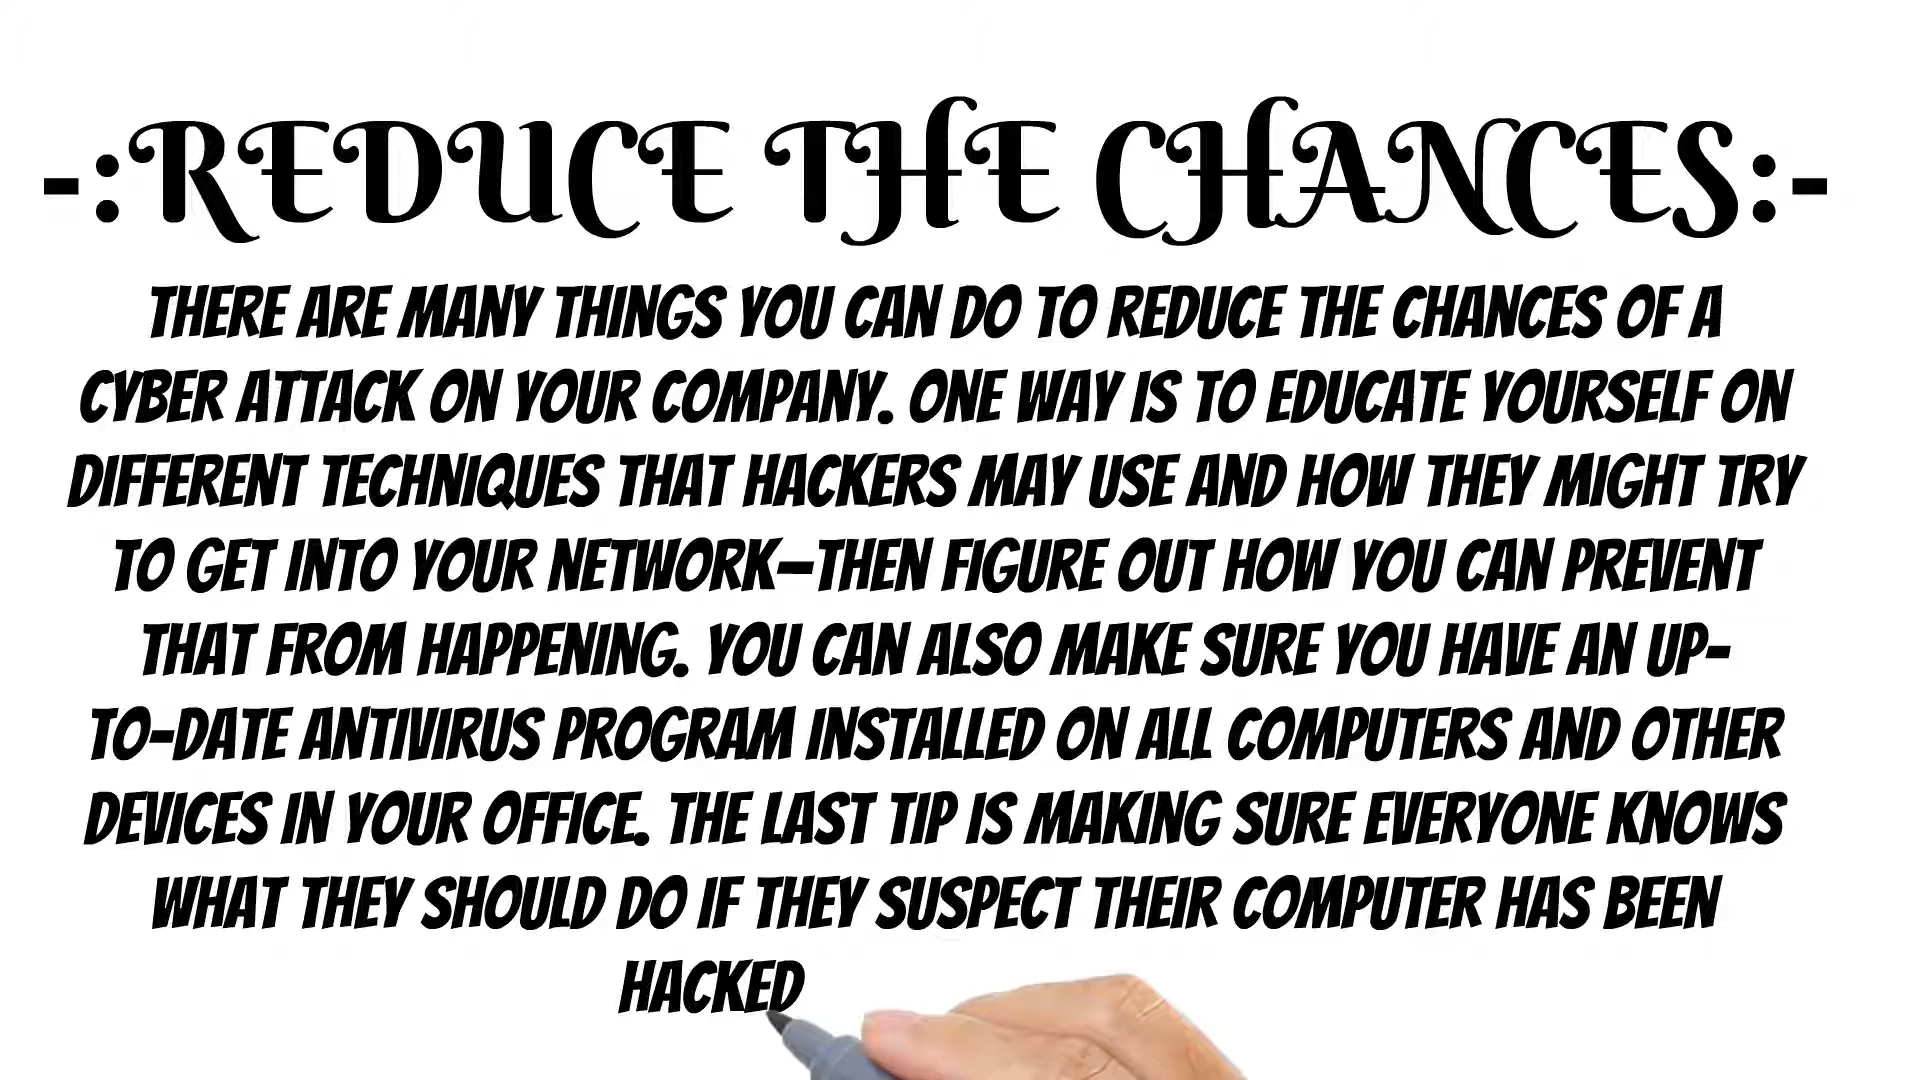 -:REDUCE THE CHANCES:-
THERE ARE MANY THINGS YOU CAN DO TO REDUCE THE CHANCES OF A
CYBER ATTACK ON YOUR COMPANY. ONE WAY IS TO EDUCATE YOURSELF ON
DIFFERENT TECHNIQUES THAT HACKERS MAY USE AND HOW THEY MIGHT TRY
TO GET INTO YOUR NETWORK—THEN FIGURE OUT HOW YOU CAN PREVENT
THAT FROM HAPPENING. YOU CAN ALSO MAKE SURE YOU HAVE AN UP-
TO-DATE ANTIVIRUS PROGRAM INSTALLED ON ALL COMPUTERS AND OTHER
DEVICES IN YOUR OFFICE. THE LAST TIP IS MAKING SURE EVERYONE KNOWS
WHAT THEY SHOULD DO IF THEY SUSPECT THEIR COMPUTER HAS BEEN
HACKED